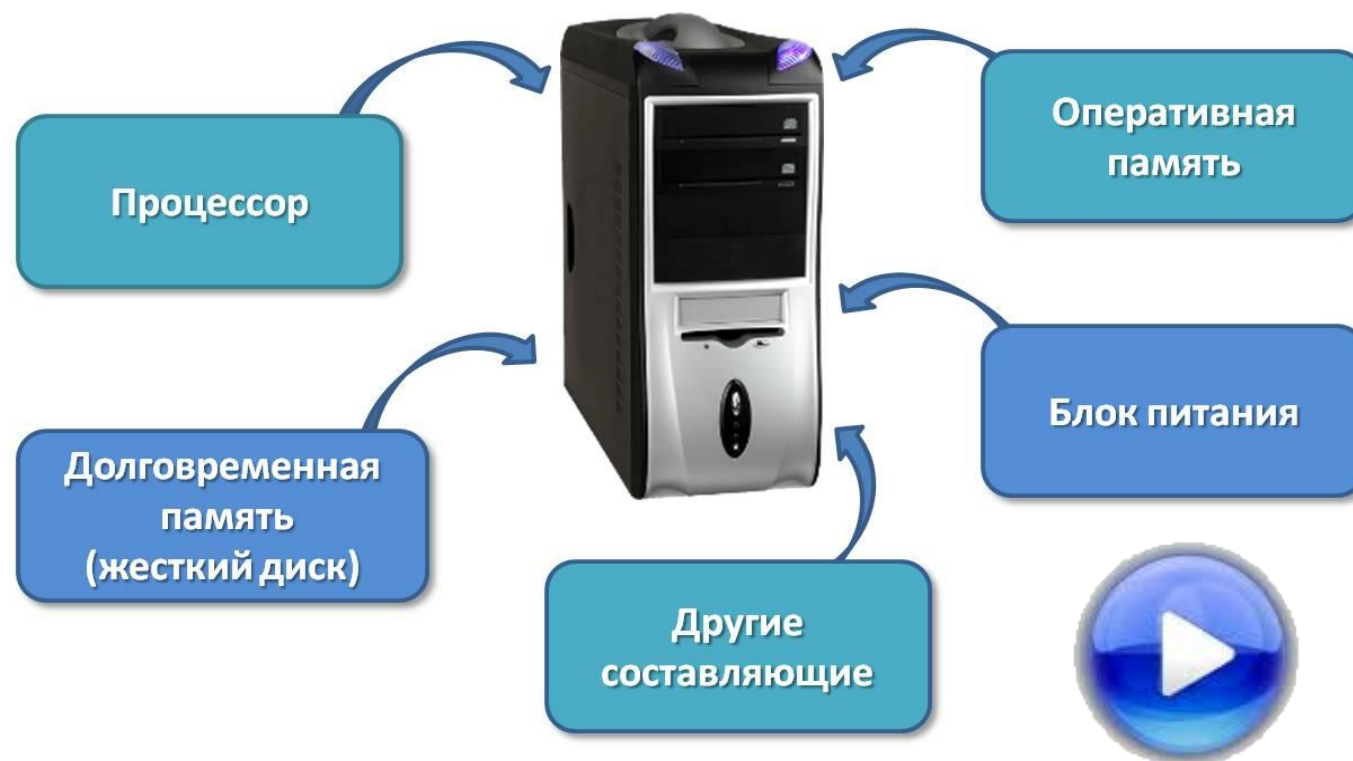 Процессор
Оперативная
память
Долговременная
память
(жесткий диск)
Блок питания
Другие
составляющие